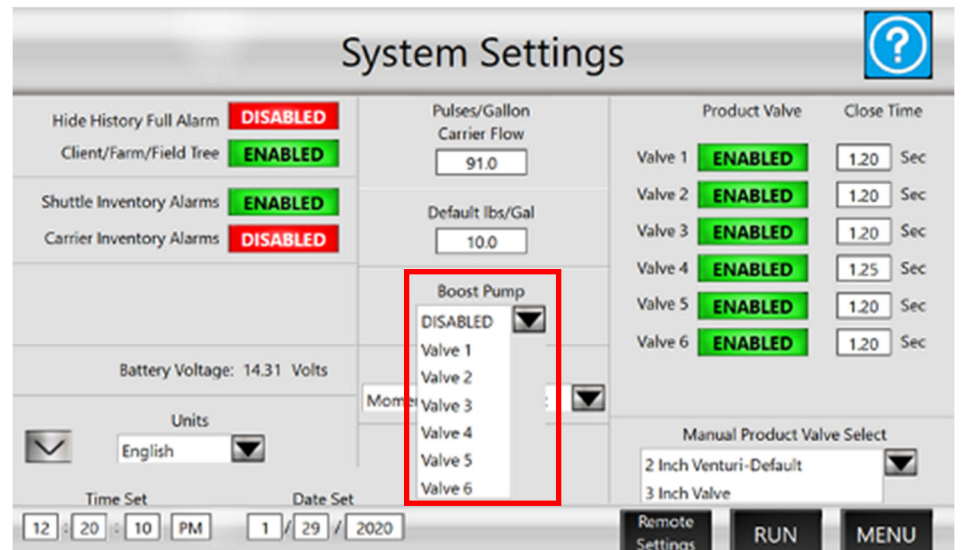 System Settings
?
Hide History Full Alarm DISABLED
Client/Farm/Field Tree ENABLED
Shuttle Inventory Alarms ENABLED
Carrier Inventory Alarms DISABLED
Battery Voltage: 14.31 Volts
Units
English
Time Set Date Set
12 : 20 : 10 PM 1 / 29 / 2020
Pulses/Gallon
Carrier Flow
91.0
Default lbs/Gal
10.0
Boost Pump
DISABLED
Valve 1
Valve 2
Valve 3
Valve 4
Valve 5
Valve 6
Product Valve Close Time
Valve 1 ENABLED 1.20 Sec
Valve 2 ENABLED 1.20 Sec
Valve 3 ENABLED 1.20 Sec
Valve 4 ENABLED 1.25 Sec
Valve 5 ENABLED 1.20 Sec
Valve 6 ENABLED 1.20 Sec
Manual Product Valve Select
2 Inch Venturi-Default
3 Inch Valve
Remote
Settings
RUN
MENU